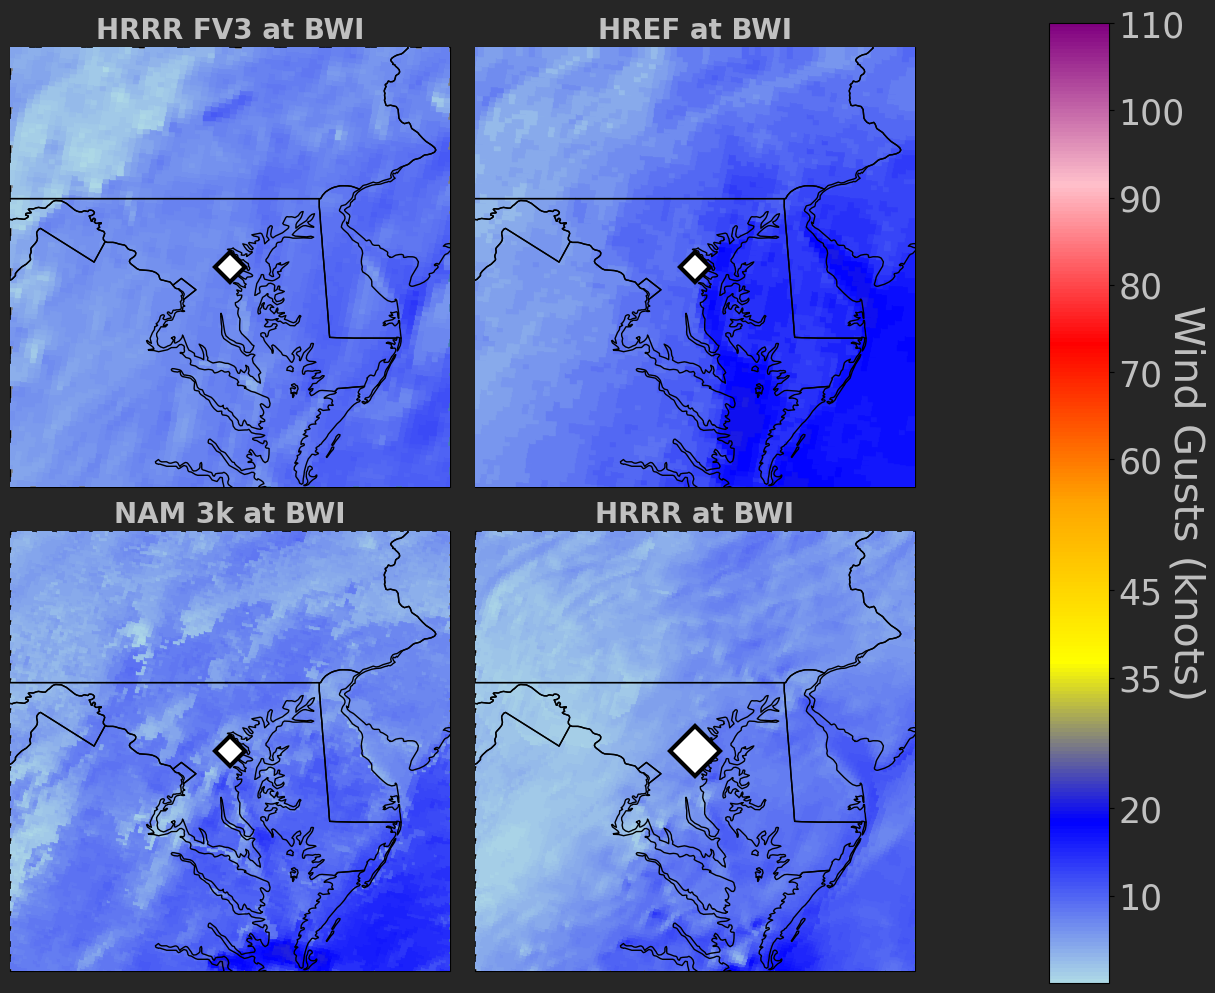 HRRR FV3 at BWI
HREF at BWI
NAM 3k at BWI
HRRR at BWI
110
100
90
80
70
60
45
35
20
10
Wind Gusts (knots)